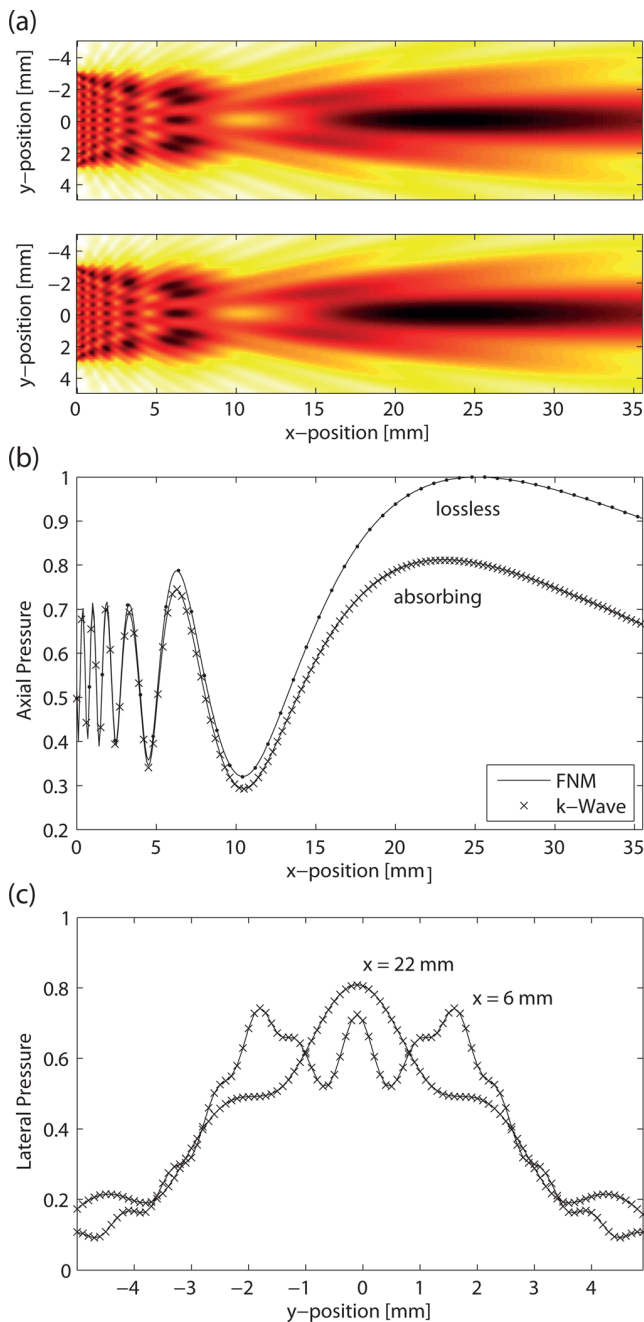 (a)
y−position [mm]
−4
−2
0
2
4
y−position [mm]
−4
−2
0
2
4
0 5 10 15 20 25 30 35
x−position [mm]
(b)
Axial Pressure
1
0.9
0.8
0.7
0.6
0.5
0.4
0.3
0.2
lossless
absorbing
FNM
k−Wave
0 5 10 15 20 25 30 35
x−position [mm]
(c)
Lateral Pressure
1
0.8
0.6
0.4
0.2
0
x = 22 mm
x = 6 mm
−4 −3 −2 −1 0 1 2 3 4
y−position [mm]